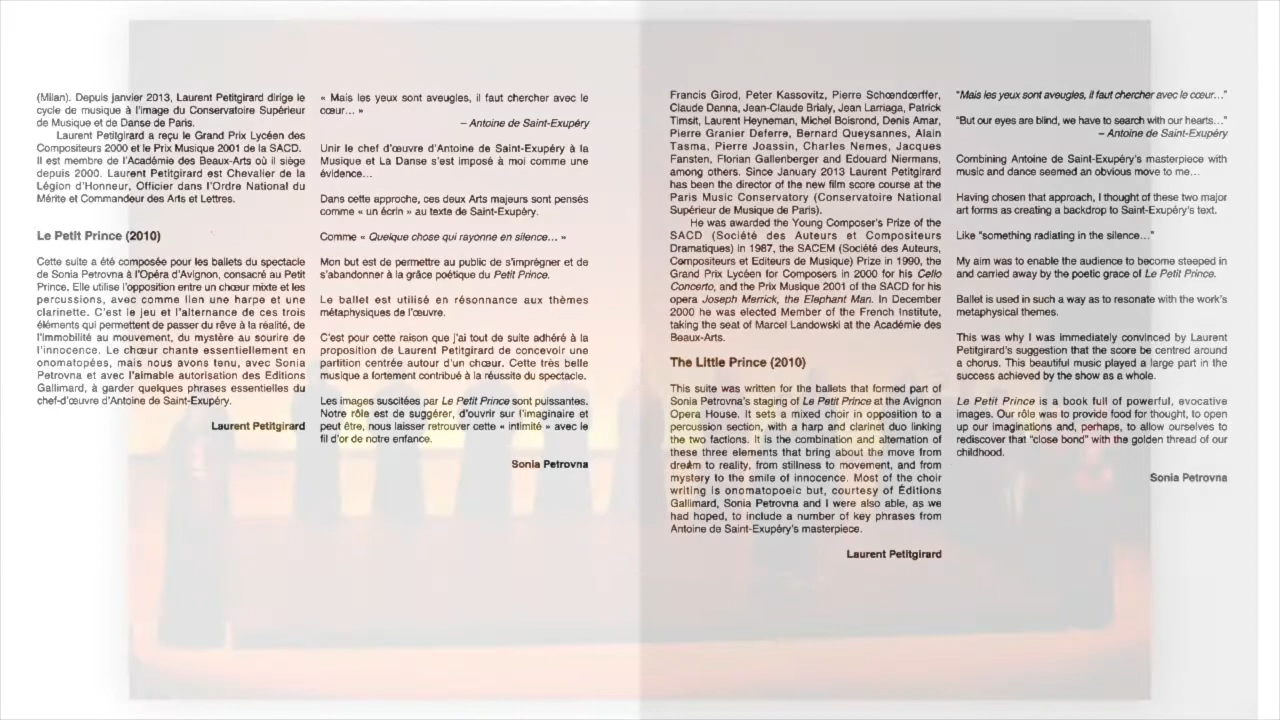 (Milan). Depuis janvier 2013, Laurent Petitgirard dirige le
cycle de musique à l'image du Conservatoire Supérieur
de Musique et de Danse de Paris.
Laurent Petitgirard a reçu le Grand Prix Lycéen des
Compositeurs 2000 et le Prix Musique 2001 de la SACD.
Il est membre de l'Académie des Beaux-Arts où il siège
depuis 2000. Laurent Petitgirard est Chevalier de la
Légion d'Honneur, Officier dans l'Ordre National du
Mérite et Commandeur des Arts et Lettres.
Le Petit Prince (2010)
Cette suite a été composée pour les ballets du spectacle
de Sonia Petrovna à l'Opéra d'Avignon, consacré au Petit
Prince. Elle utilise l'opposition entre un chœur mixte et les
percussions, avec comme lien une harpe et une
clarinette. C'est le jeu et l'alternance de ces trois
éléments qui permettent de passer du rêve à la réalité, de
l'immobilité au mouvement, du mystère au sourire de
l'innocence. Le chœur chante essentiellement en
onomatopées, mais nous avons tenu, avec Sonia
Petrovna et avec l'aimable autorisation des Editions
Gallimard, à garder quelques phrases essentielles du
chef-d'œuvre d'Antoine de Saint-Exupéry.
Laurent Petitgirard
« Mais les yeux sont aveugles, il faut chercher avec le
cœur… »
– Antoine de Saint-Exupéry
Unir le chef d'œuvre d'Antoine de Saint-Exupéry à la
Musique et La Danse s'est imposé à moi comme une
évidence…
Dans cette approche, ces deux Arts majeurs sont pensés
comme « un écrin » au texte de Saint-Exupéry.
Comme « Quelque chose qui rayonne en silence… »
Mon but est de permettre au public de s'imprégner et de
s'abandonner à la grâce poétique du Petit Prince.
Le ballet est utilisé en résonnance aux thèmes
métaphysiques de l'œuvre.
C'est pour cette raison que j'ai tout de suite adhéré à la
proposition de Laurent Petitgirard de concevoir une
partition centrée autour d'un chœur. Cette très belle
musique a fortement contribué à la réussite du spectacle.
Les images suscitées par Le Petit Prince sont puissantes.
Notre rôle est de suggérer, d'ouvrir sur l'imaginaire et
peut être, nous laisser retrouver cette « intimité » avec le
fil d'or de notre enfance.
Sonia Petrovna
Francis Girod, Peter Kassovitz, Pierre Schœndœrffer,
Claude Danna, Jean-Claude Brialy, Jean Larriaga, Patrick
Timsit, Laurent Heyneman, Michel Boisrond, Denis Amar,
Pierre Granier Deferre, Bernard Queysannes, Alain
Tasma, Pierre Joassin, Charles Nemes, Jacques
Fansten, Florian Gallenberger and Edouard Niermans,
among others. Since January 2013 Laurent Petitgirard
has been the director of the new film score course at the
Paris Music Conservatory (Conservatoire National
Supérieur de Musique de Paris).
He was awarded the Young Composer's Prize of the
SACD (Société des Auteurs et Compositeurs
Dramatiques) in 1987, the SACEM (Société des Auteurs,
Compositeurs et Editeurs de Musique) Prize in 1990, the
Grand Prix Lycéen for Composers in 2000 for his Cello
Concerto, and the Prix Musique 2001 of the SACD for his
opera Joseph Merrick, the Elephant Man. In December
2000 he was elected Member of the French Institute,
taking the seat of Marcel Landowski at the Académie des
Beaux-Arts.
The Little Prince (2010)
This suite was written for the ballets that formed part of
Sonia Petrovna's staging of Le Petit Prince at the Avignon
Opera House. It sets a mixed choir in opposition to a
percussion section, with a harp and clarinet duo linking
the two factions. It is the combination and alternation of
these three elements that bring about the move from
dream to reality, from stillness to movement, and from
mystery to the smile of innocence. Most of the choir
writing is onomatopoeic but, courtesy of Éditions
Gallimard, Sonia Petrovna and I were also able, as we
had hoped, to include a number of key phrases from
Antoine de Saint-Exupéry's masterpiece.
Laurent Petitgirard
"Mais les yeux sont aveugles, il faut chercher avec le cœur…"
"But our eyes are blind, we have to search with our hearts…"
– Antoine de Saint-Exupéry
Combining Antoine de Saint-Exupéry's masterpiece with
music and dance seemed an obvious move to me…
Having chosen that approach, I thought of these two major
art forms as creating a backdrop to Saint-Exupéry's text.
Like "something radiating in the silence…"
My aim was to enable the audience to become steeped in
and carried away by the poetic grace of Le Petit Prince.
Ballet is used in such a way as to resonate with the work's
metaphysical themes.
This was why I was immediately convinced by Laurent
Petitgirard's suggestion that the score be centred around
a chorus. This beautiful music played a large part in the
success achieved by the show as a whole.
Le Petit Prince is a book full of powerful, evocative
images. Our rôle was to provide food for thought, to open
up our imaginations and, perhaps, to allow ourselves to
rediscover that "close bond" with the golden thread of our
childhood.
Sonia Petrovna